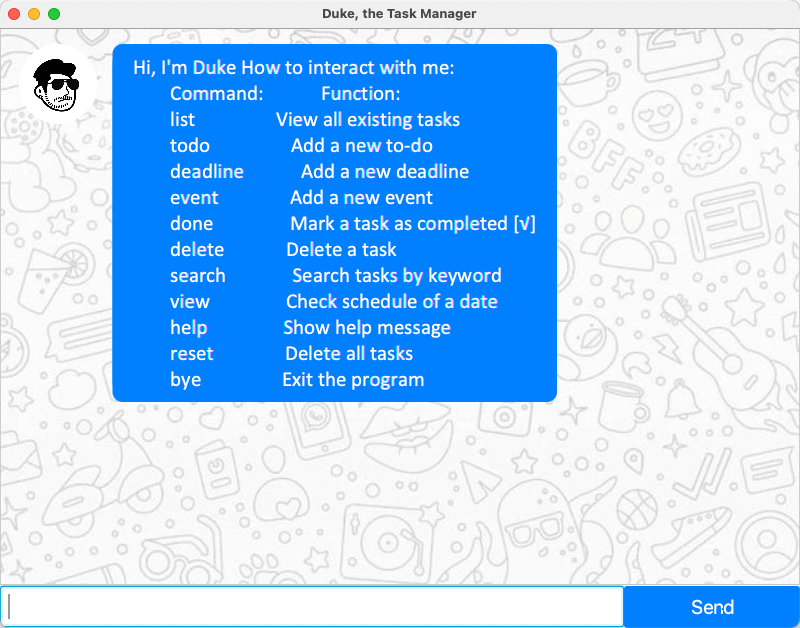 Duke, the Task Manager
Hi, I'm Duke How to interact with me:
Command: Function:
list View all existing tasks
todo Add a new to-do
deadline Add a new deadline
event Add a new event
done Mark a task as completed [√]
delete Delete a task
search Search tasks by keyword
view Check schedule of a date
help Show help message
reset Delete all tasks
bye Exit the program
BFF
Send